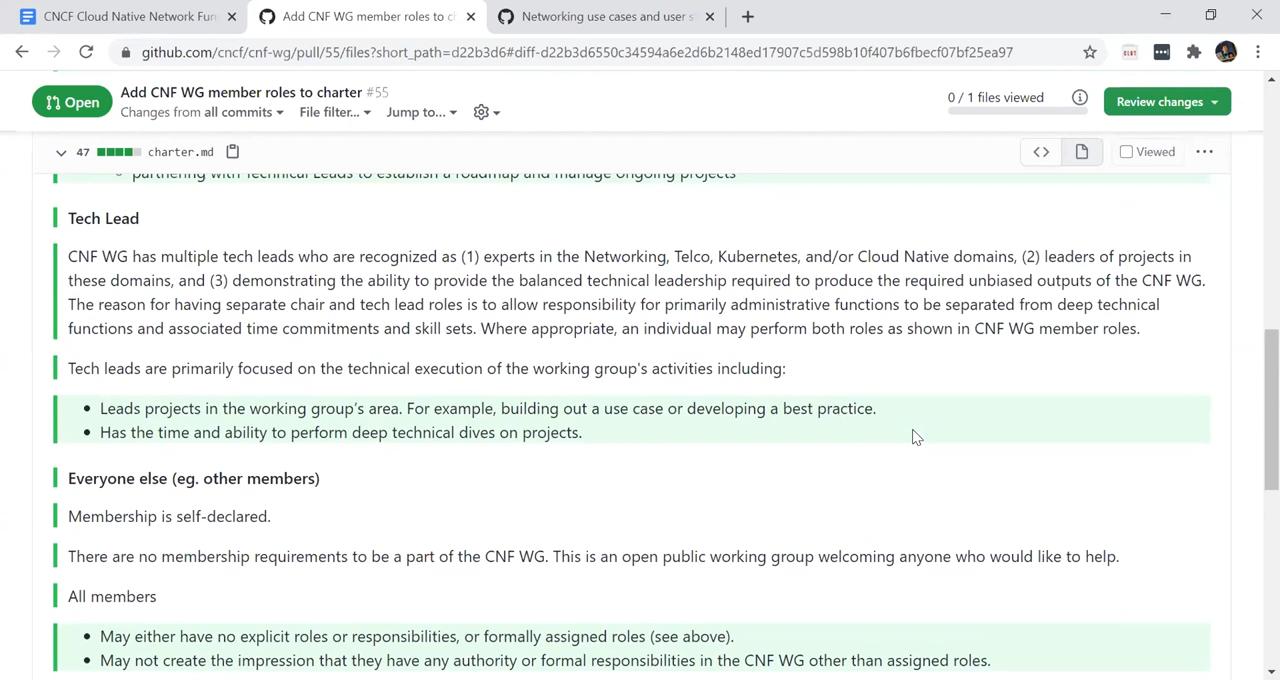 CNCF Cloud Native Network Fun
Add CNF WG member roles to ch
Networking use cases and user s
github.com/cncf/cnf-wg/pull/55/files?short_path=d22b3d6#diff-d22b3d6550c34594a6e2d6b2148ed17907c5d598b10f407b6fbecf07bf25ea97
Open
Add CNF WG member roles to charter #55
Changes from all commits
File filter...
Jump to...
0 / 1 files viewed
Review changes
47
charter.md
Viewed
partnering with Technical Leads to establish a roadmap and manage ongoing projects
Tech Lead
CNF WG has multiple tech leads who are recognized as (1) experts in the Networking, Telco, Kubernetes, and/or Cloud Native domains, (2) leaders of projects in
these domains, and (3) demonstrating the ability to provide the balanced technical leadership required to produce the required unbiased outputs of the CNF WG.
The reason for having separate chair and tech lead roles is to allow responsibility for primarily administrative functions to be separated from deep technical
functions and associated time commitments and skill sets. Where appropriate, an individual may perform both roles as shown in CNF WG member roles.
Tech leads are primarily focused on the technical execution of the working group's activities including:
• Leads projects in the working group’s area. For example, building out a use case or developing a best practice.
• Has the time and ability to perform deep technical dives on projects.
Everyone else (eg. other members)
Membership is self-declared.
There are no membership requirements to be a part of the CNF WG. This is an open public working group welcoming anyone who would like to help.
All members
• May either have no explicit roles or responsibilities, or formally assigned roles (see above).
• May not create the impression that they have any authority or formal responsibilities in the CNF WG other than assigned roles.